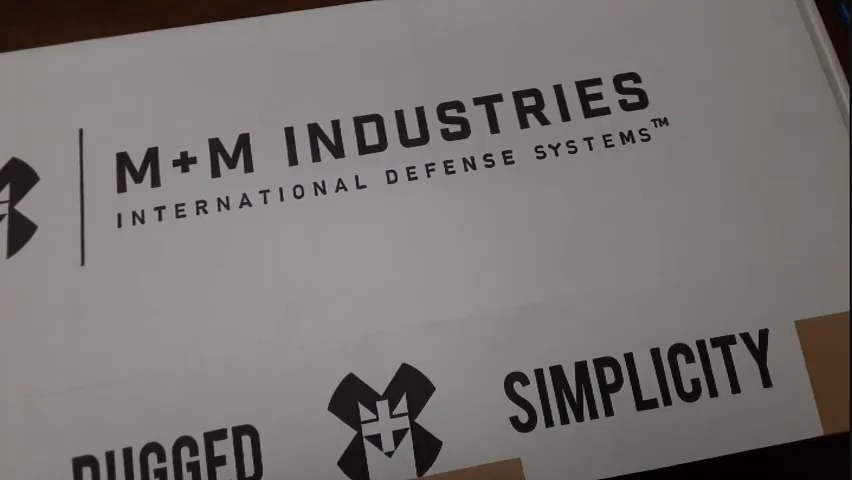 M+M INDUSTRIES
INTERNATIONAL DEFENSE SYSTEMS™
RUGGED SIMPLICITY